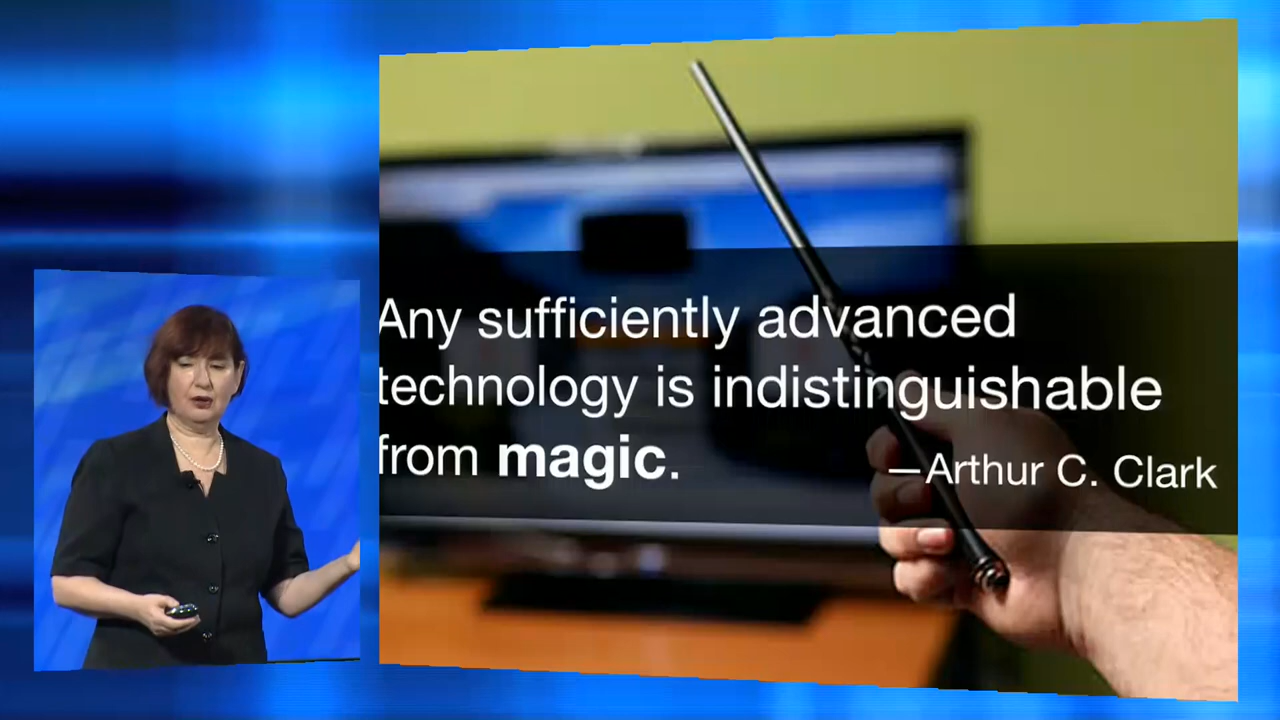 Any sufficiently advanced
technology is indistinguishable
from magic.
—Arthur C. Clark